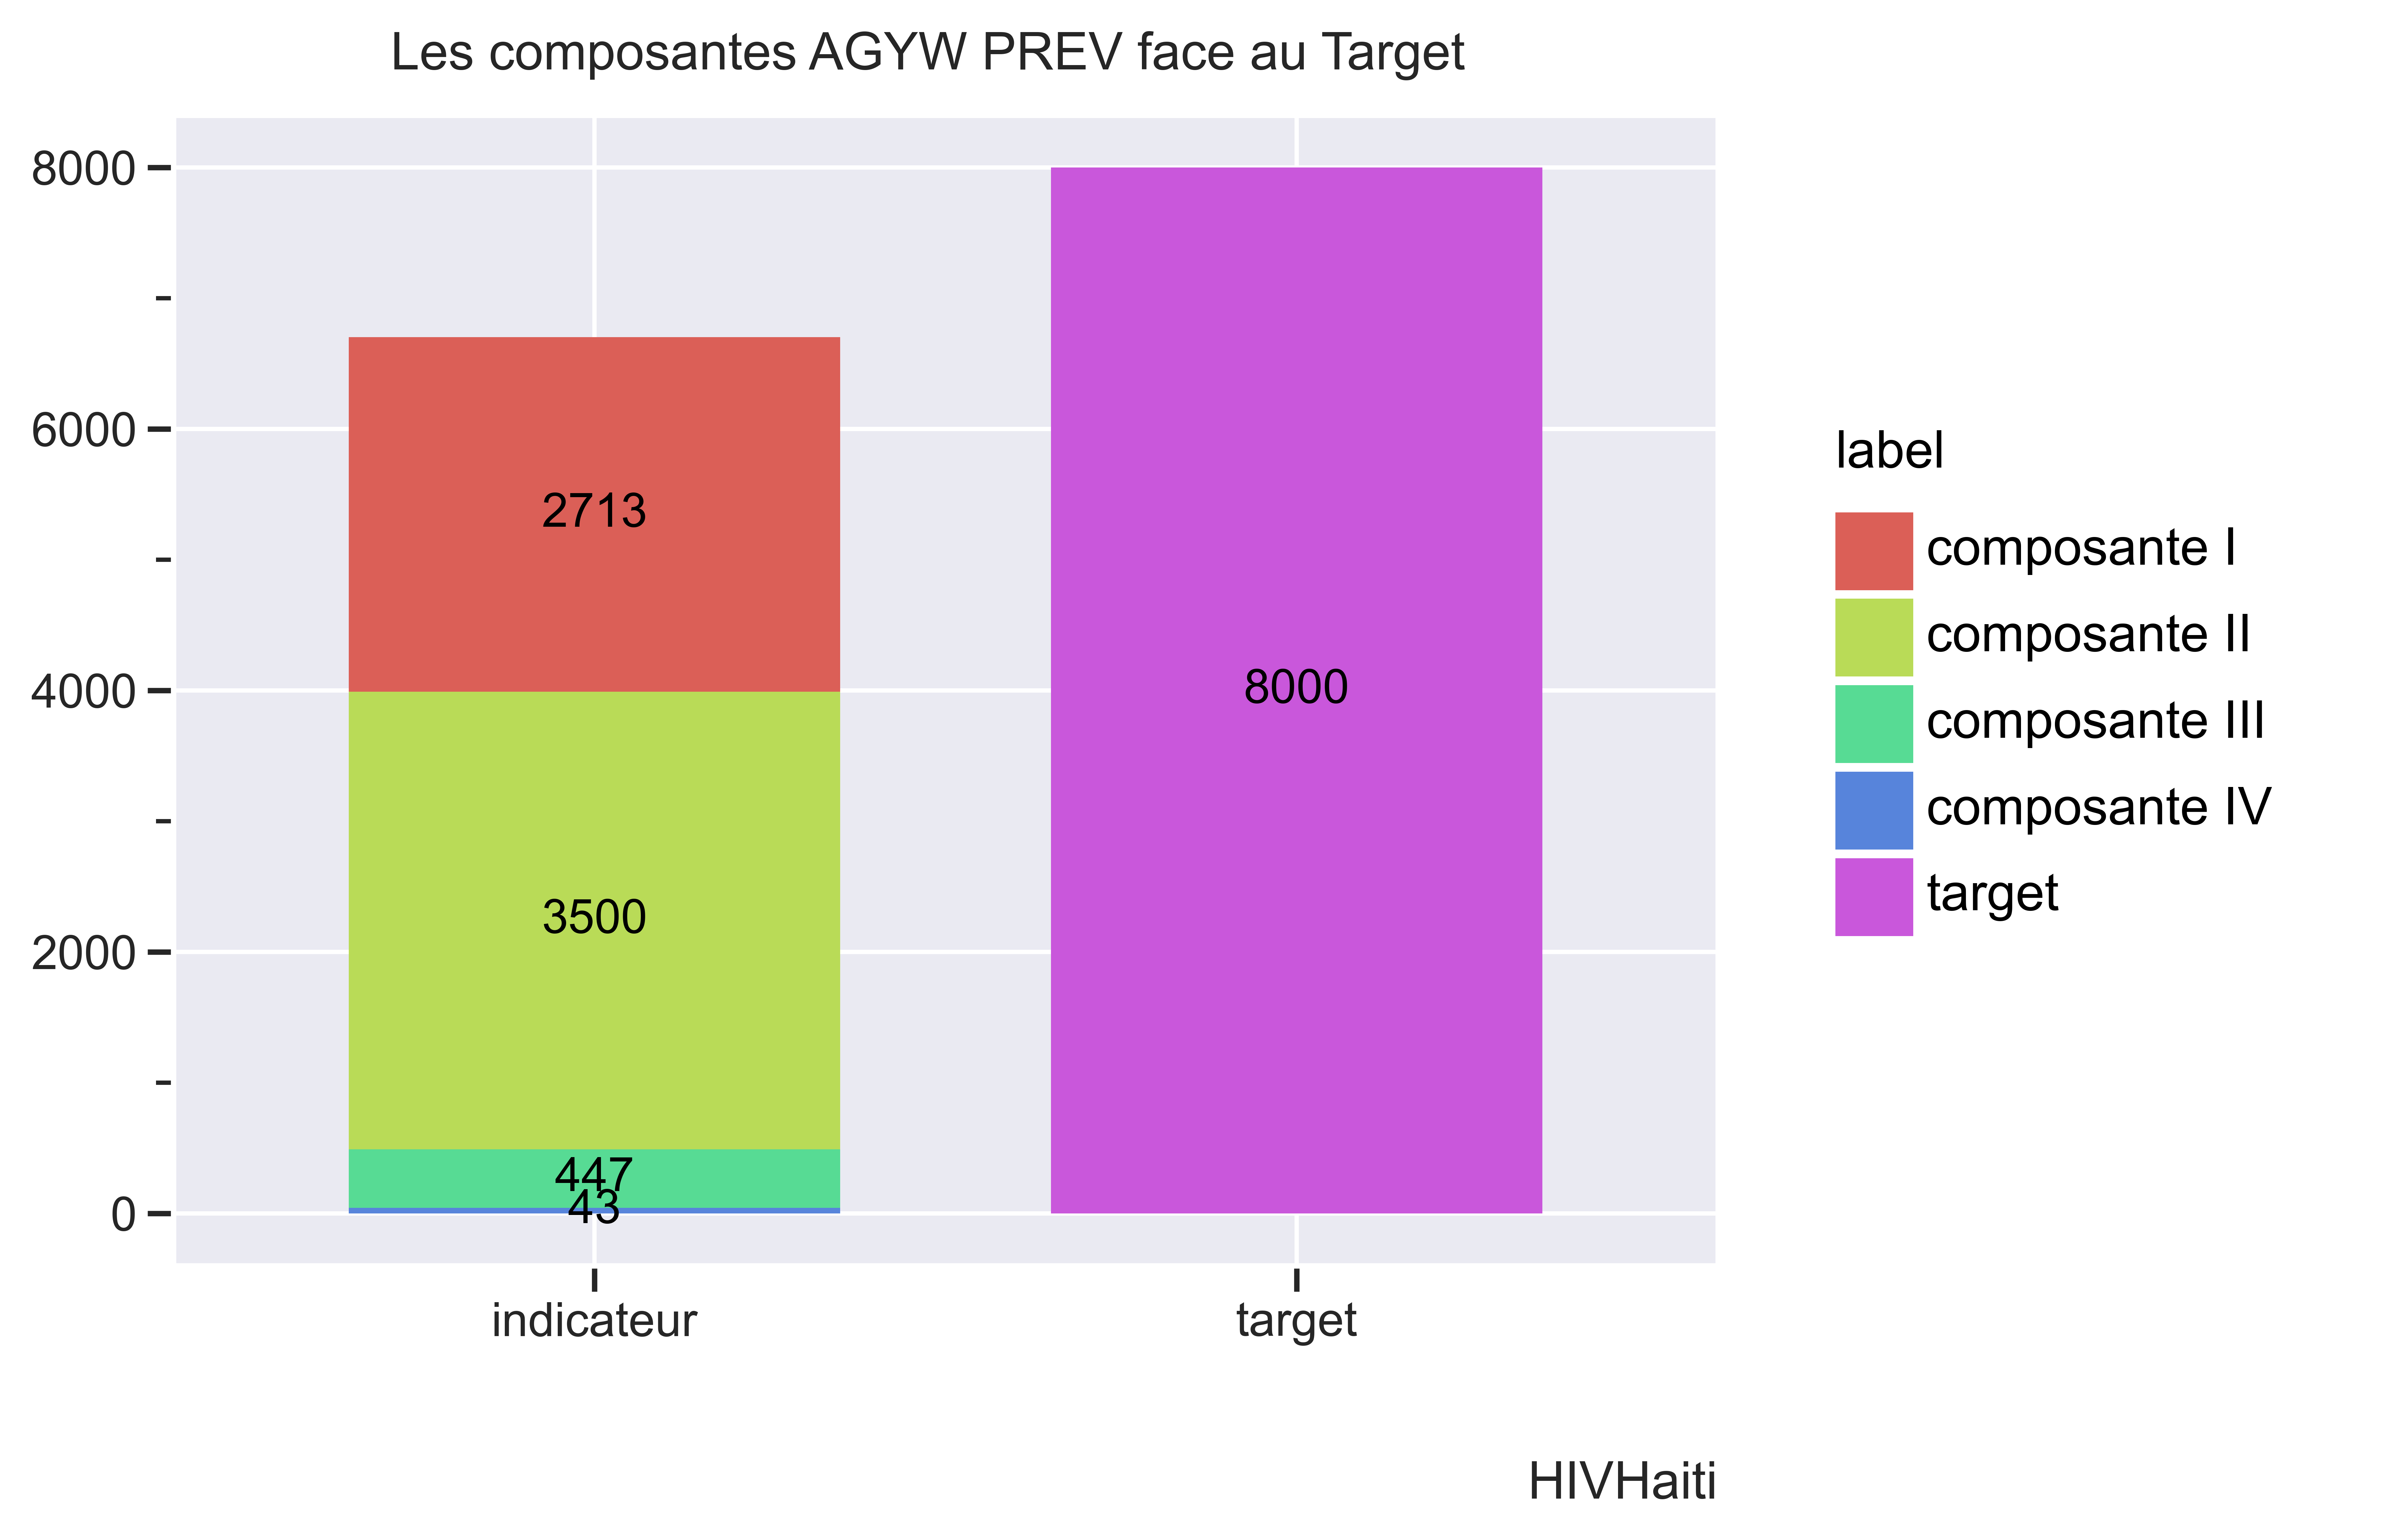 Les composantes AGYW PREV face au Target
8000
6000
4000
2000
0
2713
3500
447
43
8000
indicateur
target
label
composante I
composante II
composante III
composante IV
target
HIVHaiti